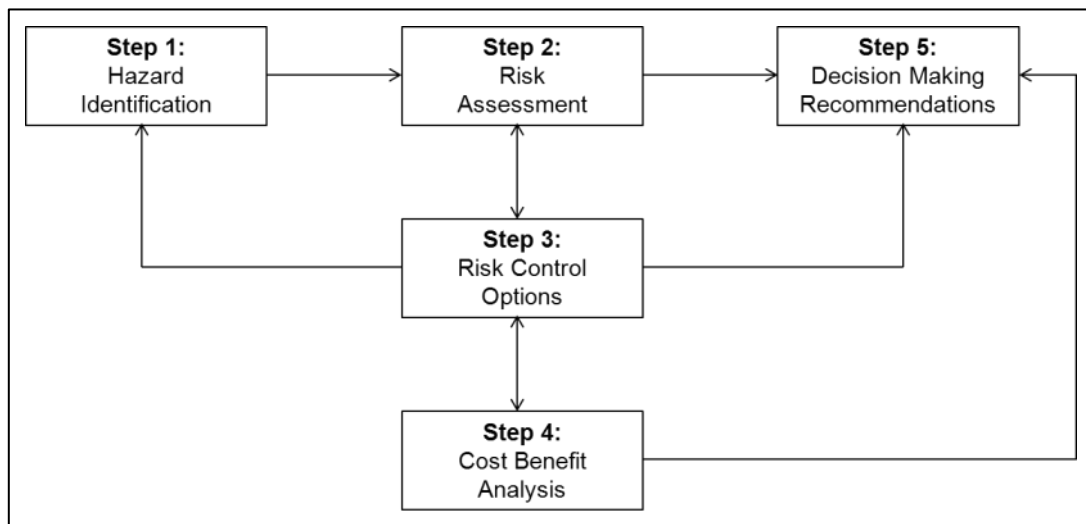 Step 1:
Hazard
Identification
Step 2:
Risk
Assessment
Step 5:
Decision Making
Recommendations
Step 3:
Risk Control
Options
Step 4:
Cost Benefit
Analysis